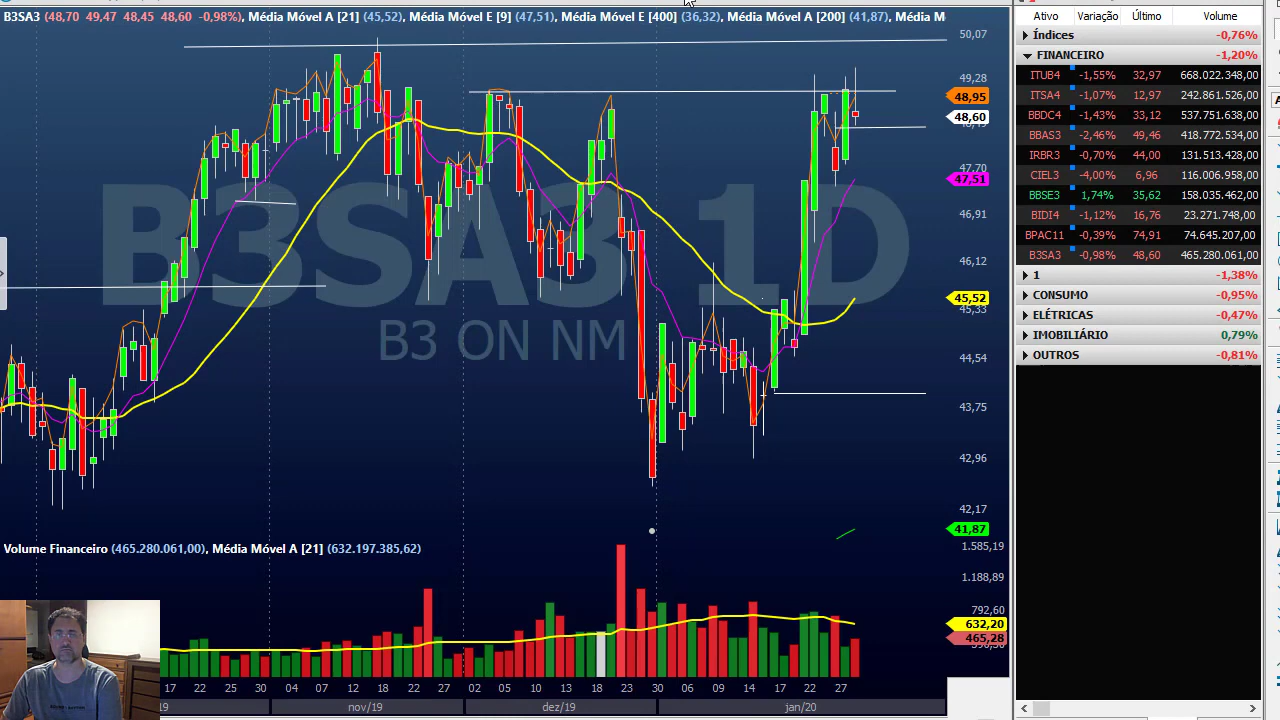 B3SA3 (48,70 49,47 48,45 48,60 -0,98%), Média Móvel A [21] (45,52), Média Móvel E [9] (47,51), Média Móvel E [400] (36,32), Média Móvel A [200] (41,87), Média M
50,07
49,28
48,95
48,60
47,70
47,51
46,91
46,12
45,52
45,33
44,54
43,75
42,96
42,17
41,87
B3SA3 1D
B3 ON NM
Volume Financeiro (465.280.061,00), Média Móvel A [21] (632.197.385,62)
1.585,19
1.188,89
792,60
632,20
465,28
17 22 25 30 04 07 12 18 22 27 02 05 10 13 18 23 30 06 09 14 17 22 27
19 nov/19 dez/19 jan/20
Ativo Variação Último Volume
Índices -0,76%
FINANCEIRO -1,20%
ITUB4 -1,55% 32,97 668.022.348,00
ITSA4 -1,07% 12,97 242.861.526,00
BBDC4 -1,43% 33,12 537.751.638,00
BBAS3 -2,46% 49,46 418.772.534,00
IRBR3 -0,70% 44,00 131.513.428,00
CIEL3 -4,00% 6,96 116.006.958,00
BBSE3 1,74% 35,62 158.035.462,00
BIDI4 -1,12% 16,76 23.271.748,00
BPAC11 -0,39% 74,91 74.645.207,00
B3SA3 -0,98% 48,60 465.280.061,00
1 -1,38%
CONSUMO -0,95%
ELÉTRICAS -0,47%
IMOBILIÁRIO 0,79%
OUTROS -0,81%